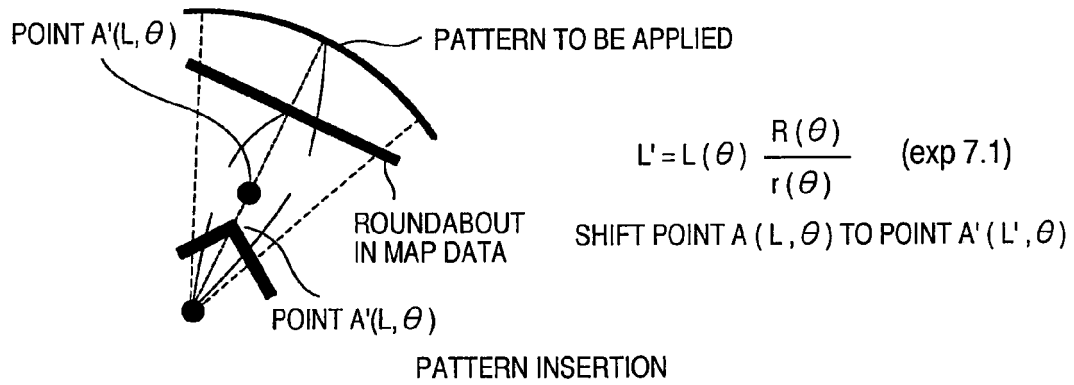 POINT A'(L, θ)
PATTERN TO BE APPLIED
L' = L(θ) R(θ) / r(θ) (exp 7.1)
ROUNDABOUT
IN MAP DATA
SHIFT POINT A (L, θ) TO POINT A' (L', θ)
POINT A'(L, θ)
PATTERN INSERTION